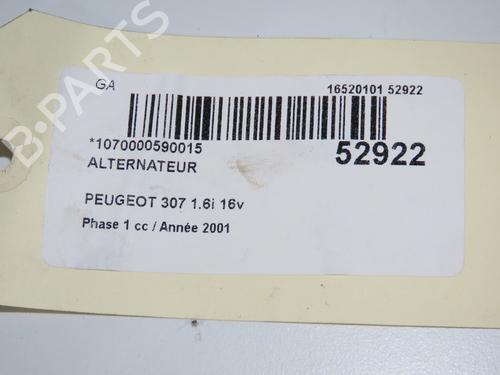 B-PARTS
GA
16520101 52922
*1070000590015
52922
ALTERNATEUR
PEUGEOT 307 1.6i 16v
Phase 1 cc / Année 2001